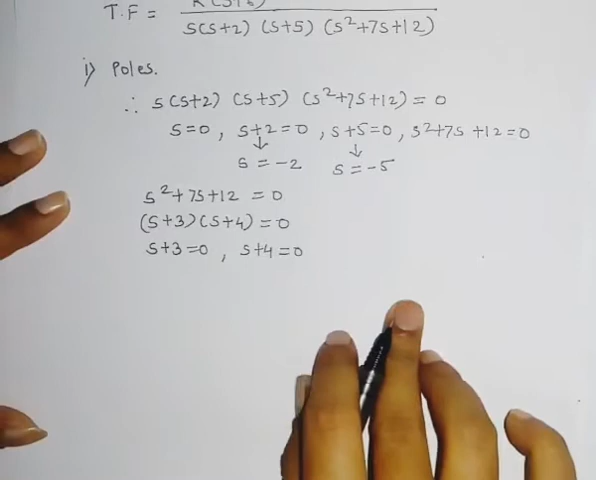 T.F =
s(s+2) (s+5) (s²+7s+12)
i) Poles.
∴ s(s+2) (s+5) (s²+7s+12) = 0
s=0, s+2=0, s+5=0, s²+7s+12=0
↓ ↓
s = -2 s = -5
s²+7s+12 = 0
(s+3)(s+4) = 0
s+3=0, s+4=0